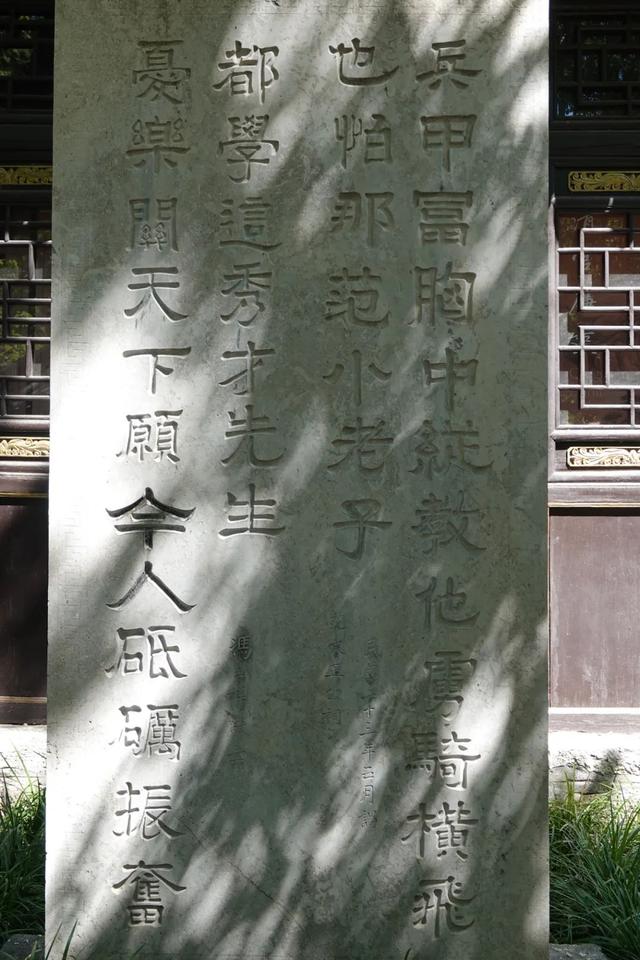 兵甲富胸中縱教他虜騎橫飛
也怕那范小老子
憂樂關天下願今人砥礪振奮
都學這秀才先生